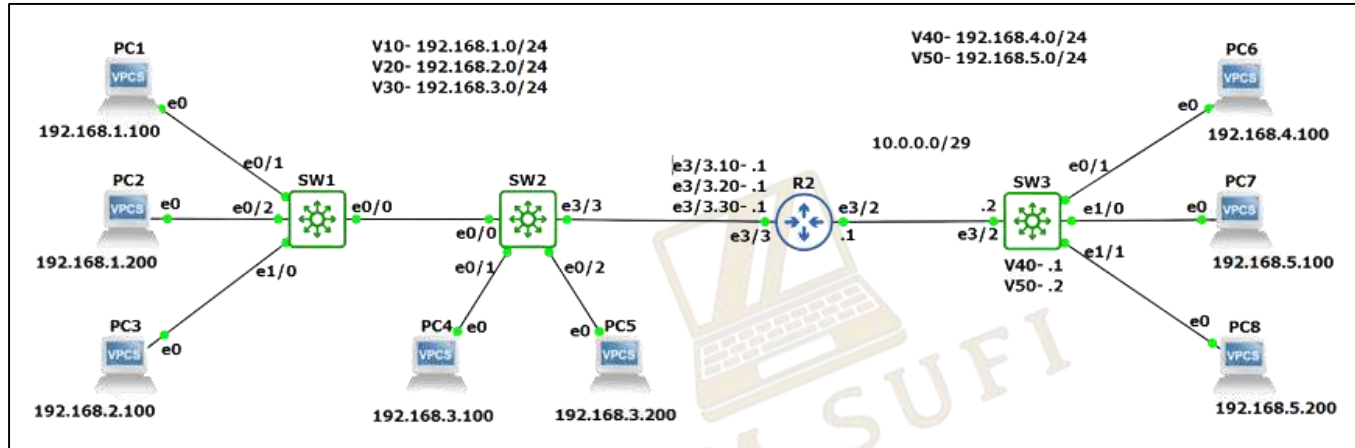 V10- 192.168.1.0/24
V20- 192.168.2.0/24
V30- 192.168.3.0/24
V40- 192.168.4.0/24
V50- 192.168.5.0/24
PC1
VPCS
e0
192.168.1.100
e0/1
PC2
VPCS
e0
e0/2
192.168.1.200
SW1
e0/0
e1/0
PC3
VPCS
e0
192.168.2.100
SW2
e0/0
e3/3
e0/1
e0/2
PC4
VPCS
e0
192.168.3.100
PC5
VPCS
e0
192.168.3.200
e3/3.10- .1
e3/3.20- .1
e3/3.30- .1
e3/3
R2
e3/2
.1
10.0.0.0/29
.2
e3/2
SW3
V40- .1
V50- .2
e0/1
e1/0
e1/1
PC6
VPCS
e0
192.168.4.100
PC7
VPCS
e0
192.168.5.100
PC8
VPCS
e0
192.168.5.200
SUFI